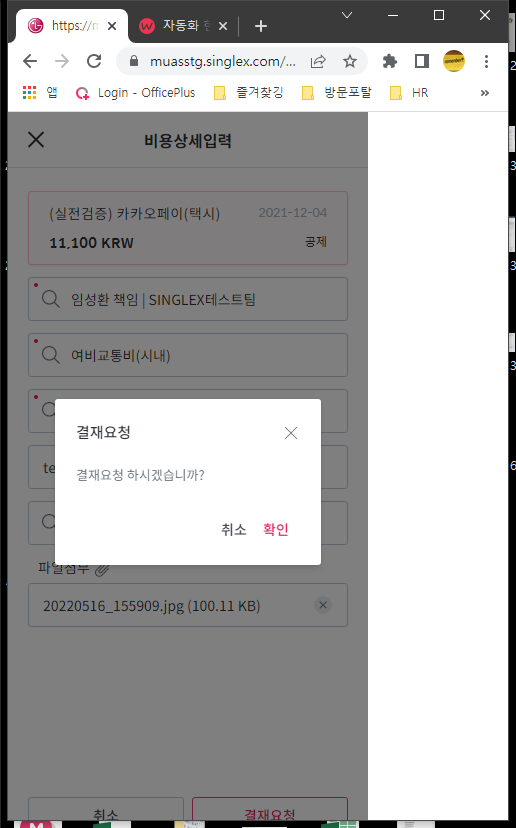 https://m
자동화
muasstg.singlex.com/...
앱
Login - OfficePlus
즐겨찾깅
방문포탈
HR
비용상세입력
(실전검증) 카카오페이(택시)
2021-12-04
11,100 KRW
공제
임성환 책임 | SINGLEX테스트팀
여비교통비(시내)
결재요청
te
결재요청 하시겠습니까?
취소
확인
파일첨부
20220516_155909.jpg (100.11 KB)
취소
결재요청